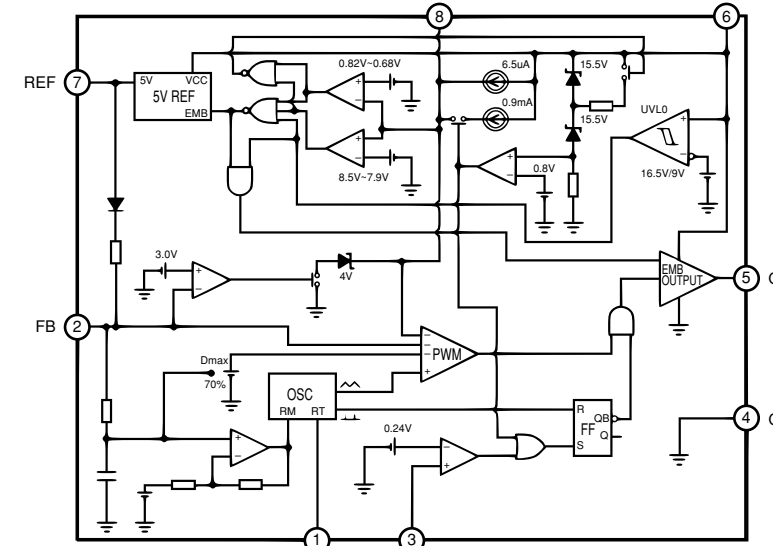 8
6
REF 7
5V VCC
5V REF
EMB
0.82V~0.68V
6.5uA
15.5V
0.9mA
15.5V
UVL0
+
−
+
−
+
−
+
−
16.5V/9V
8.5V~7.9V
0.8V
3.0V
+
−
4V
EMB
OUTPUT
5
FB 2
−
−
−
+
PWM
Dmax
70%
OSC
RM RT
R
QB
FF
Q
S
4
0.24V
−
+
+
−
1
3